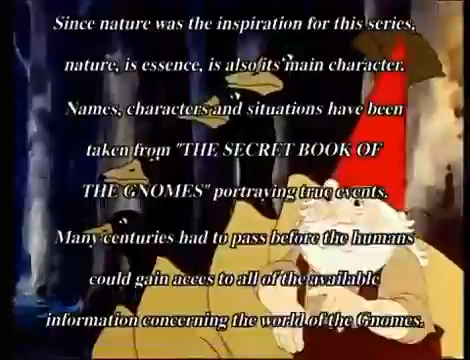 Since nature was the inspiration for this series,
nature, is essence, is also its main character.
Names, characters and situations have been
taken from "THE SECRET BOOK OF
THE GNOMES" portraying true events.
Many centuries had to pass before the humans
could gain acces to all of the available
information concerning the world of the Gnomes.